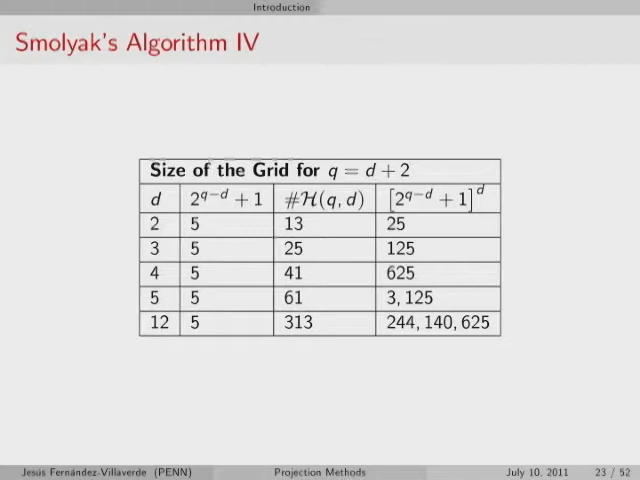 Introduction
Smolyak's Algorithm IV
Size of the Grid for q = d + 2
d 2^{q−d} + 1 #ℋ(q, d) [2^{q−d} + 1]^d
2 5 13 25
3 5 25 125
4 5 41 625
5 5 61 3, 125
12 5 313 244, 140, 625
Jesús Fernández-Villaverde (PENN) Projection Methods July 10, 2011 23 / 52